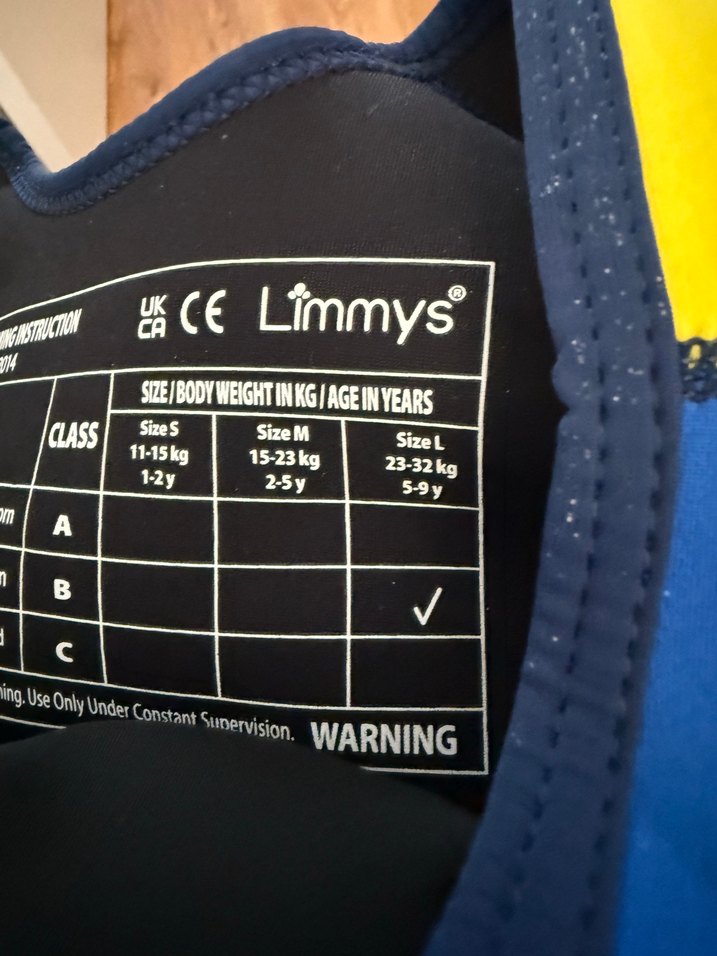 INSTRUCTION
UK CA CE Limmys®
SIZE / BODY WEIGHT IN KG / AGE IN YEARS
CLASS
Size S
11-15 kg
1-2 y
Size M
15-23 kg
2-5 y
Size L
23-32 kg
5-9 y
A
B ✓
C
Use Only Under Constant Supervision. WARNING